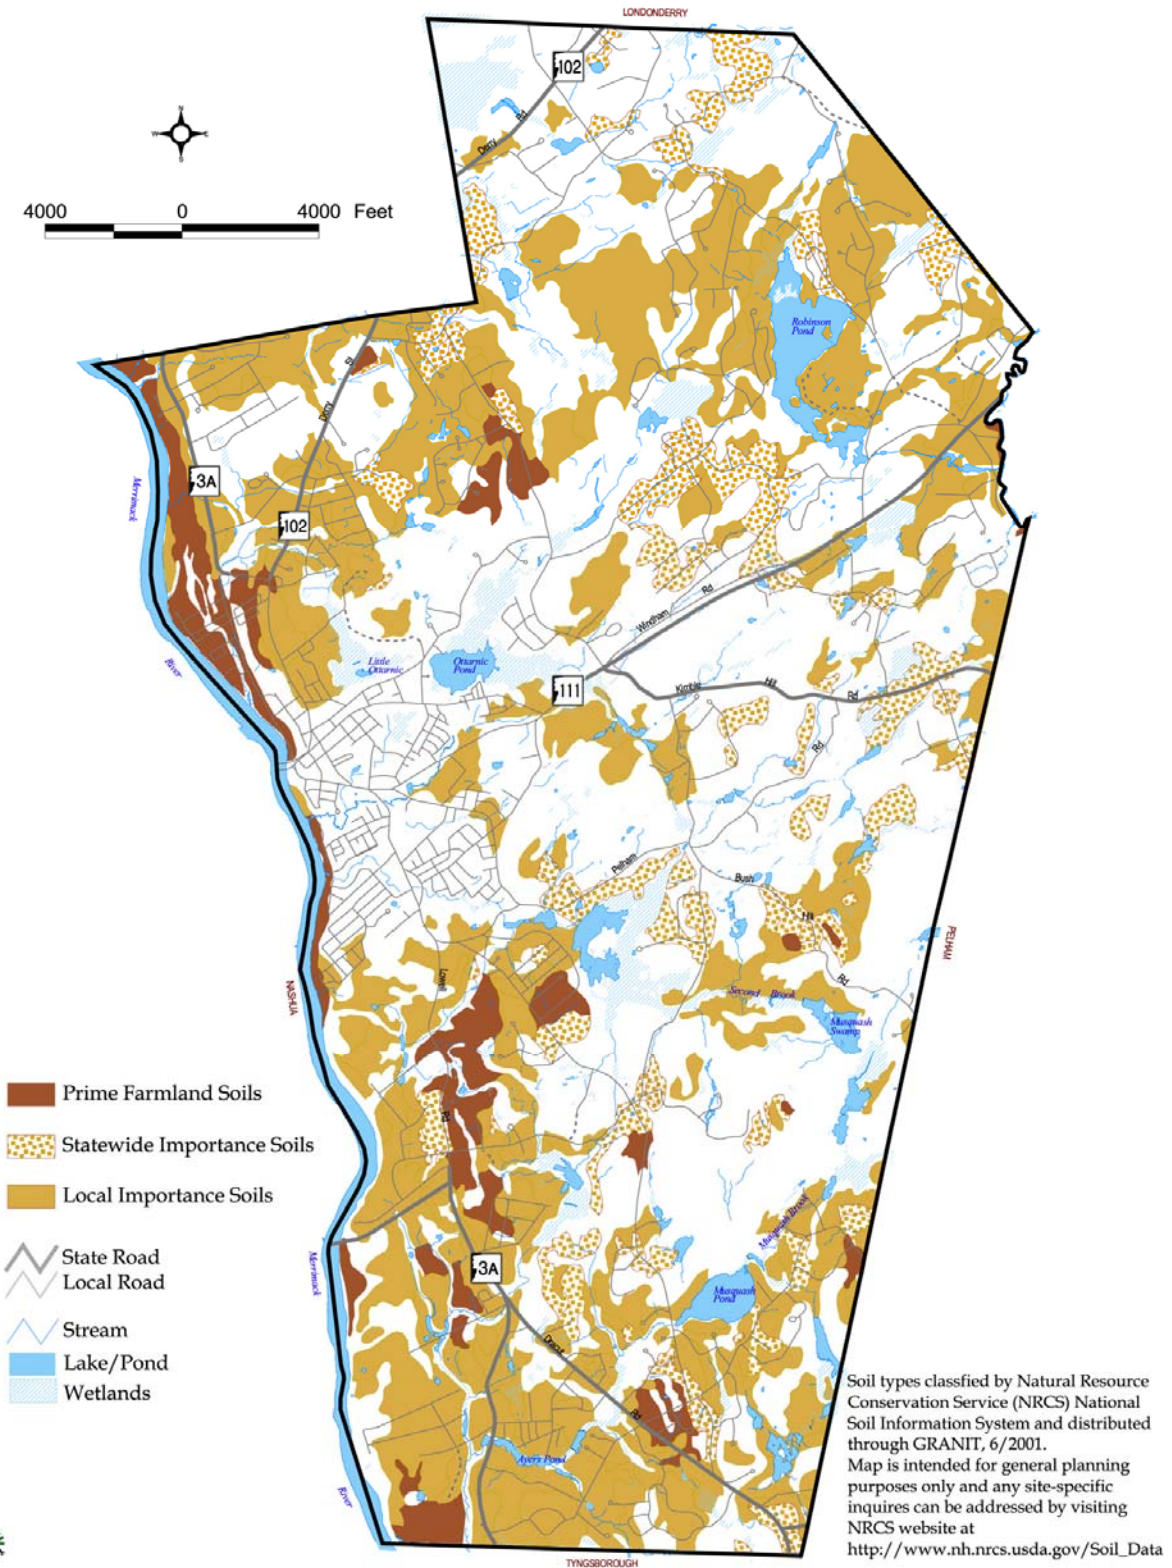 LONDONDERRY
102
Derry Rd
N
W E
S
4000 0 4000 Feet
Robinson
Pond
Rd
Derry
3A
Merrimack
102
Windham Rd
Little
Ottarnic
Ottarnic
Pond
River
111
Kimble Hill Rd
Rd
Pelham
Bush
Hill
Rd
PELHAM
Lowell
Second Brook
NASHUA
Musquash
Swamp
Prime Farmland Soils
Rd
Statewide Importance Soils
Local Importance Soils
Musquash Brook
State Road
Local Road
Merrimack
3A
Musquash
Pond
Stream
Lake/Pond
Wetlands
Dracut
Rd
Ayers Pond
River
TYNGSBOROUGH
Soil types classfied by Natural Resource
Conservation Service (NRCS) National
Soil Information System and distributed
through GRANIT, 6/2001.
Map is intended for general planning
purposes only and any site-specific
inquires can be addressed by visiting
NRCS website at
http://www.nh.nrcs.usda.gov/Soil_Data